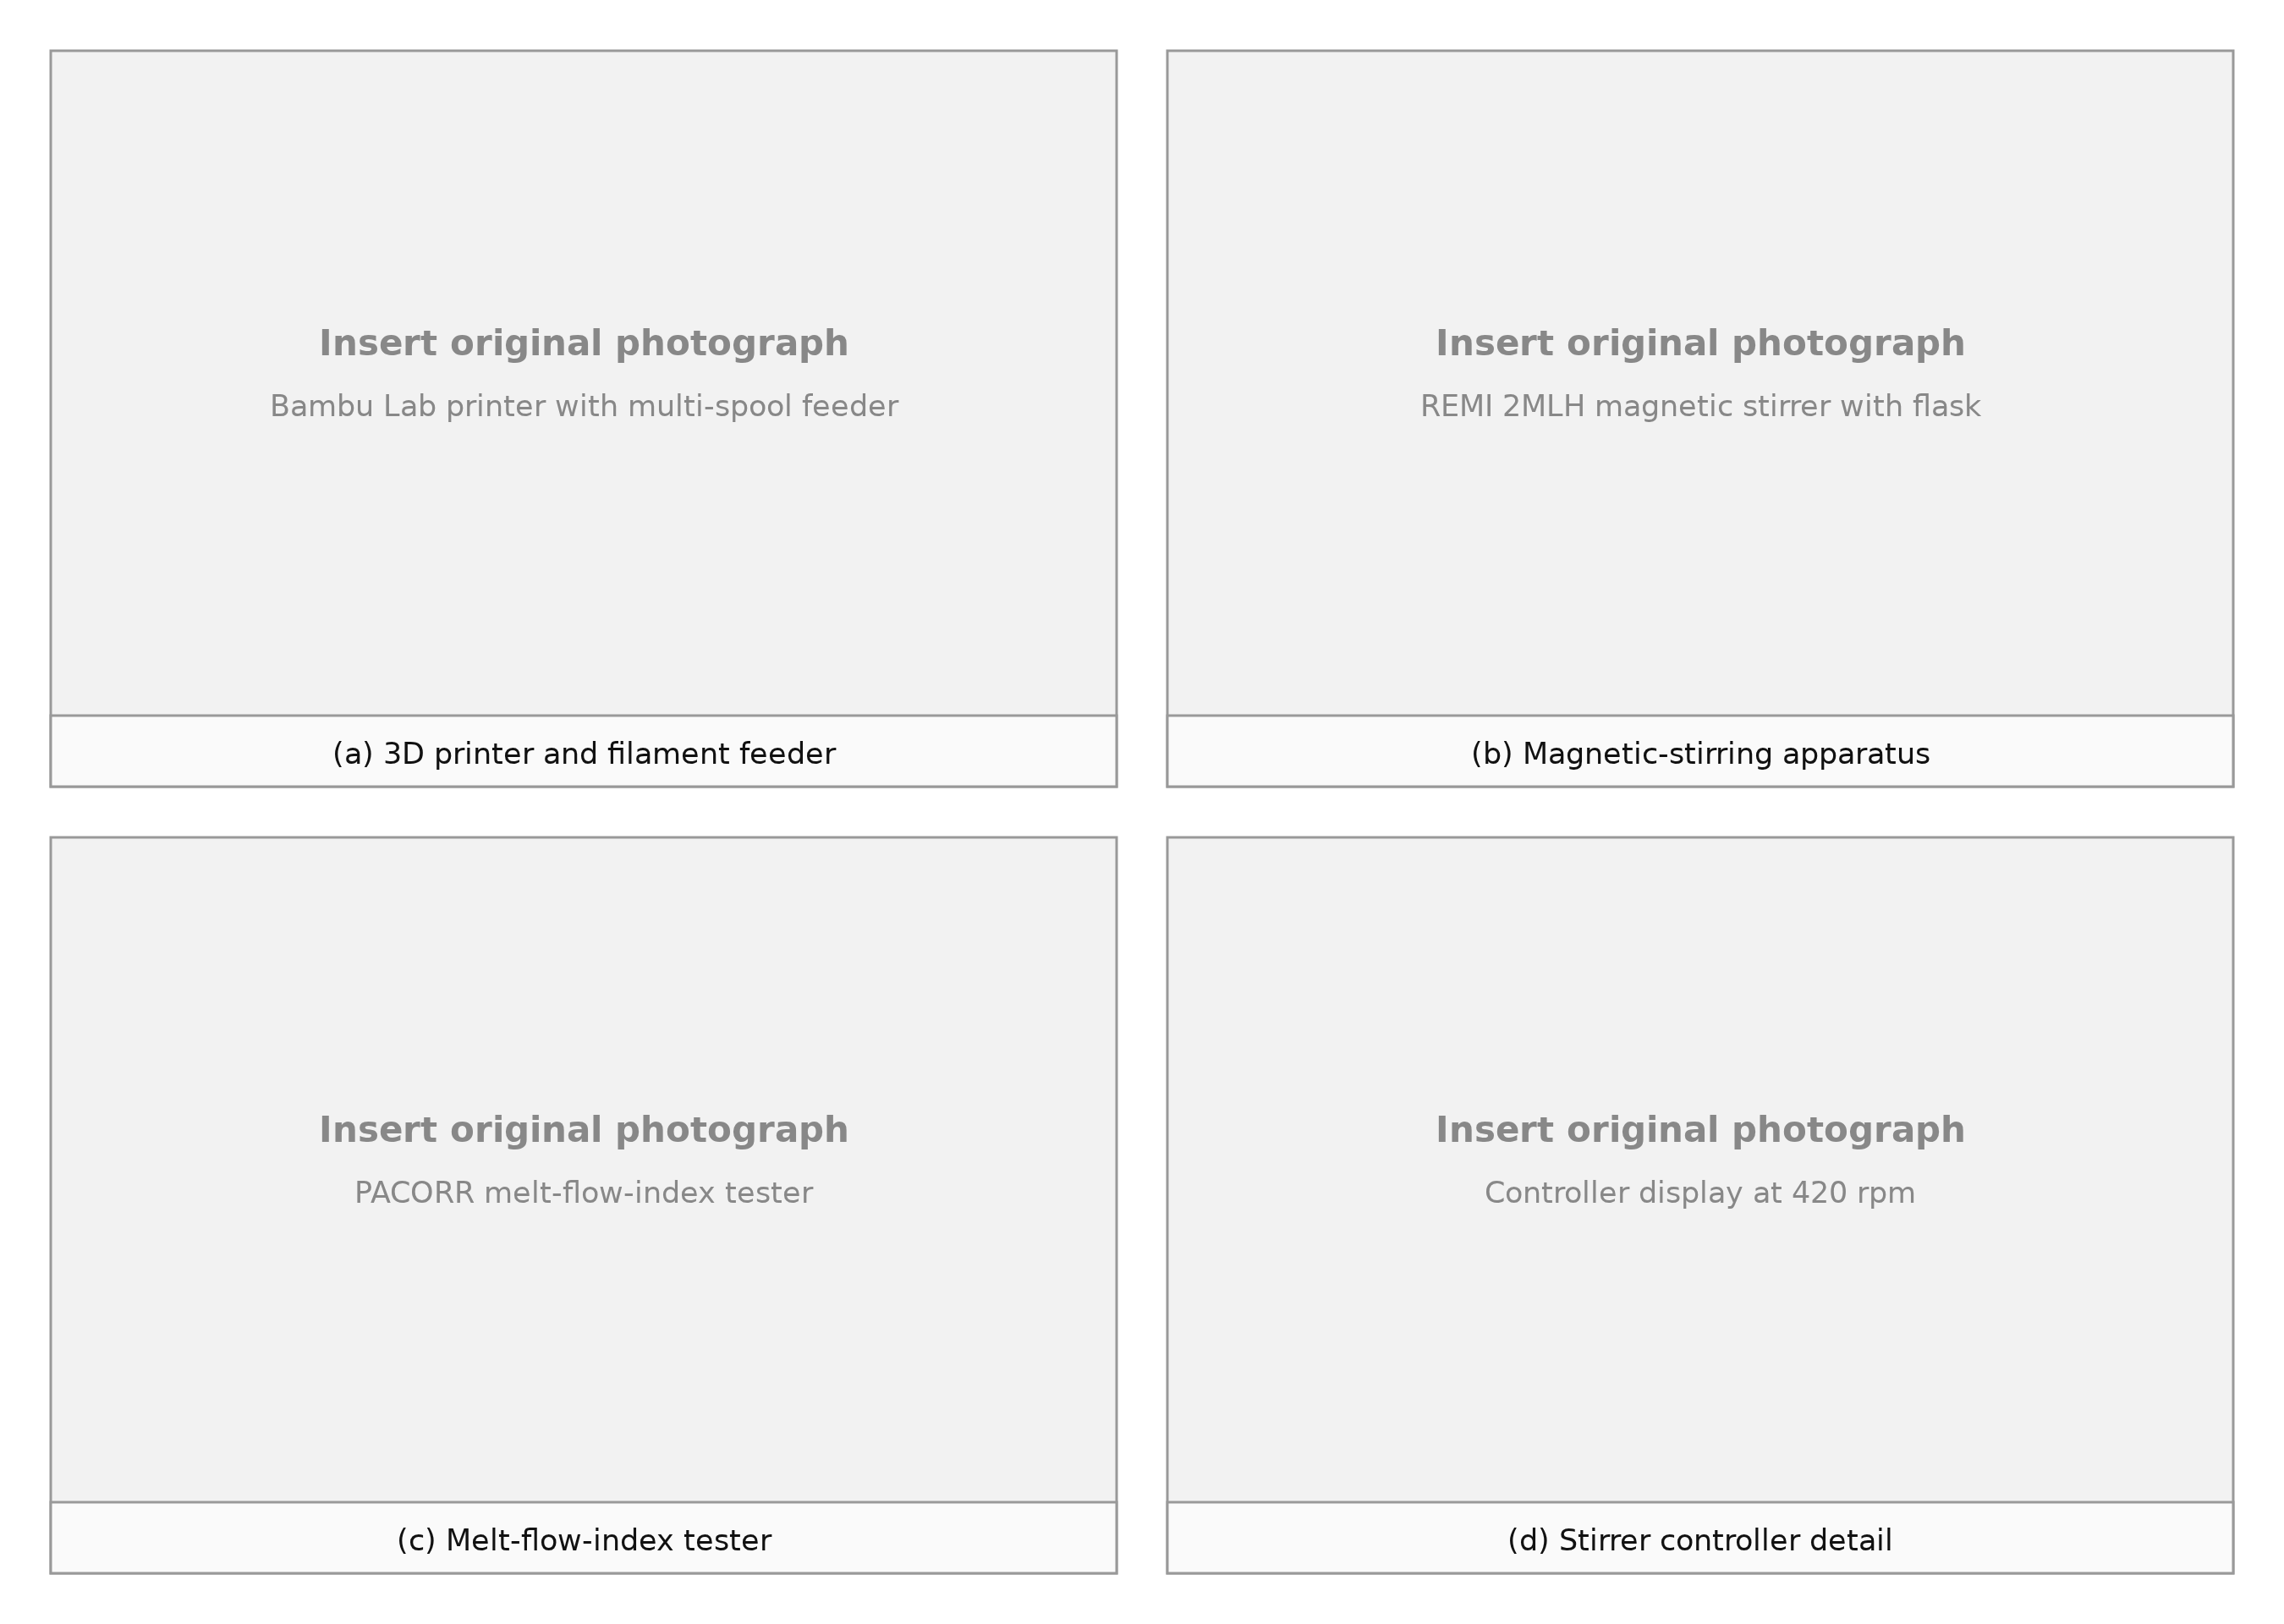 Insert original photograph
Bambu Lab printer with multi-spool feeder
(a) 3D printer and filament feeder
Insert original photograph
REMI 2MLH magnetic stirrer with flask
(b) Magnetic-stirring apparatus
Insert original photograph
PACORR melt-flow-index tester
(c) Melt-flow-index tester
Insert original photograph
Controller display at 420 rpm
(d) Stirrer controller detail